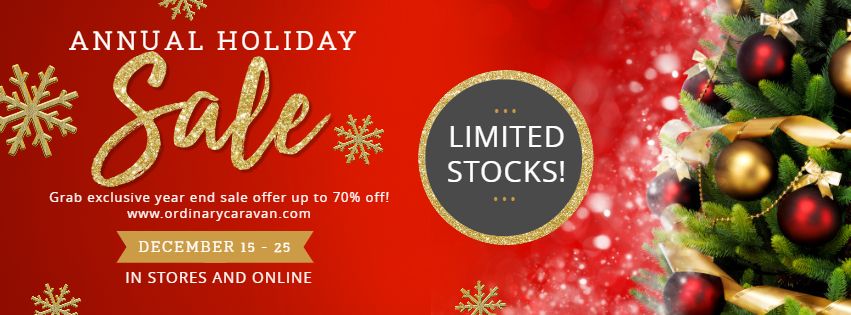 ANNUAL HOLIDAY
Sale
Grab exclusive year end sale offer up to 70% off!
www.ordinarycaravan.com
DECEMBER 15 - 25
IN STORES AND ONLINE
LIMITED
STOCKS!